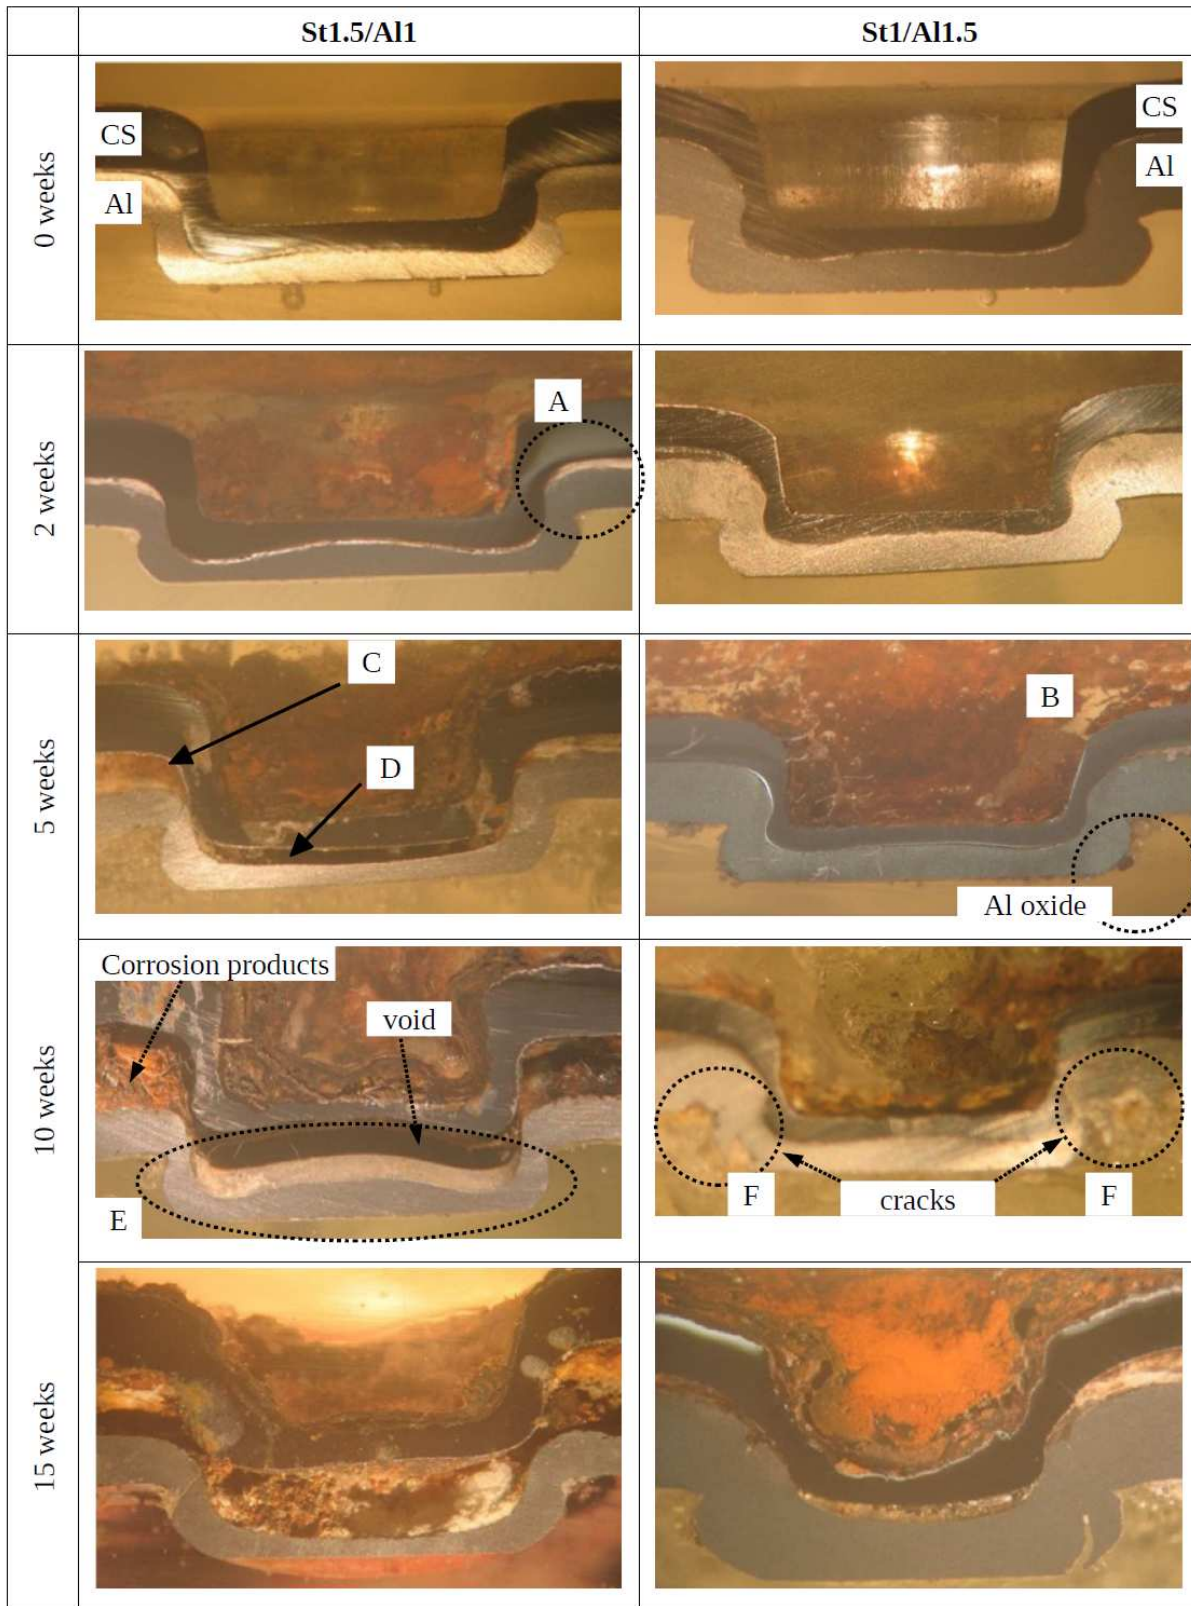 St1.5/Al1
St1/Al1.5
0 weeks
CS
Al
CS
Al
2 weeks
A
5 weeks
C
D
B
Al oxide
10 weeks
Corrosion products
void
E
F
cracks
F
15 weeks